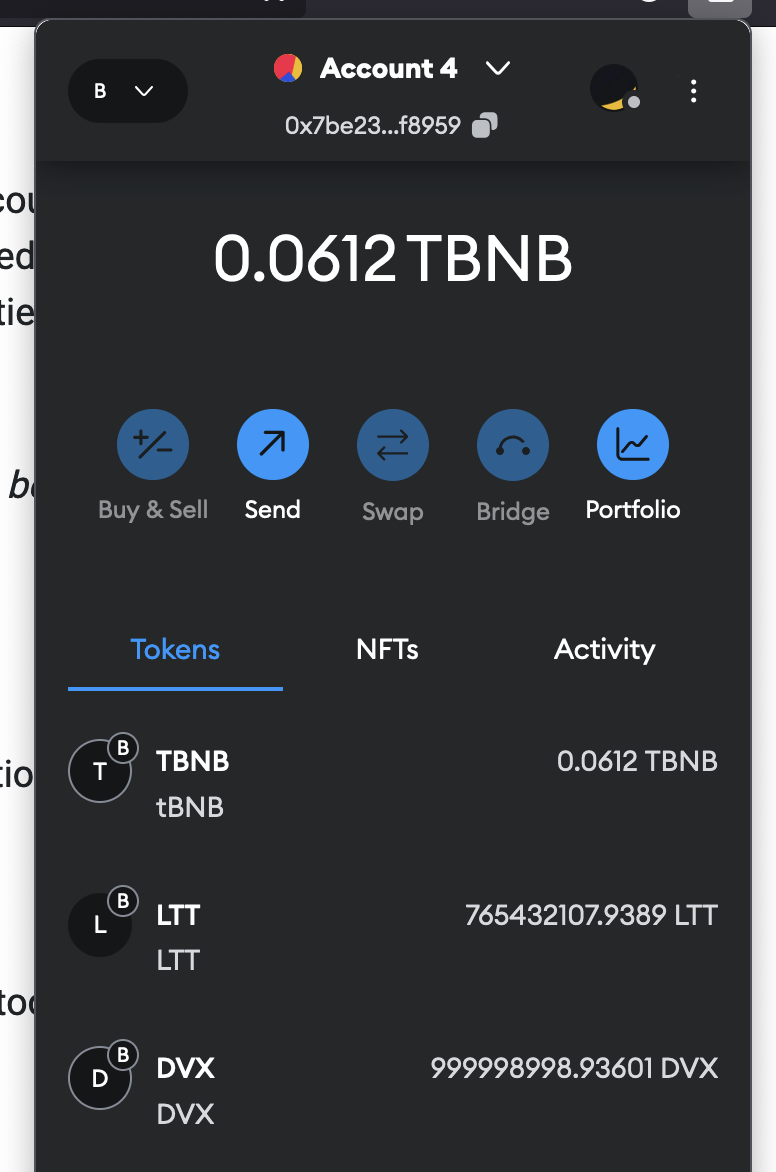 B
Account 4
0x7be23...f8959
0.0612 TBNB
Buy & Sell
Send
Swap
Bridge
Portfolio
Tokens
NFTs
Activity
T
B
TBNB
0.0612 TBNB
tBNB
L
B
LTT
765432107.9389 LTT
LTT
D
B
DVX
999998998.93601 DVX
DVX